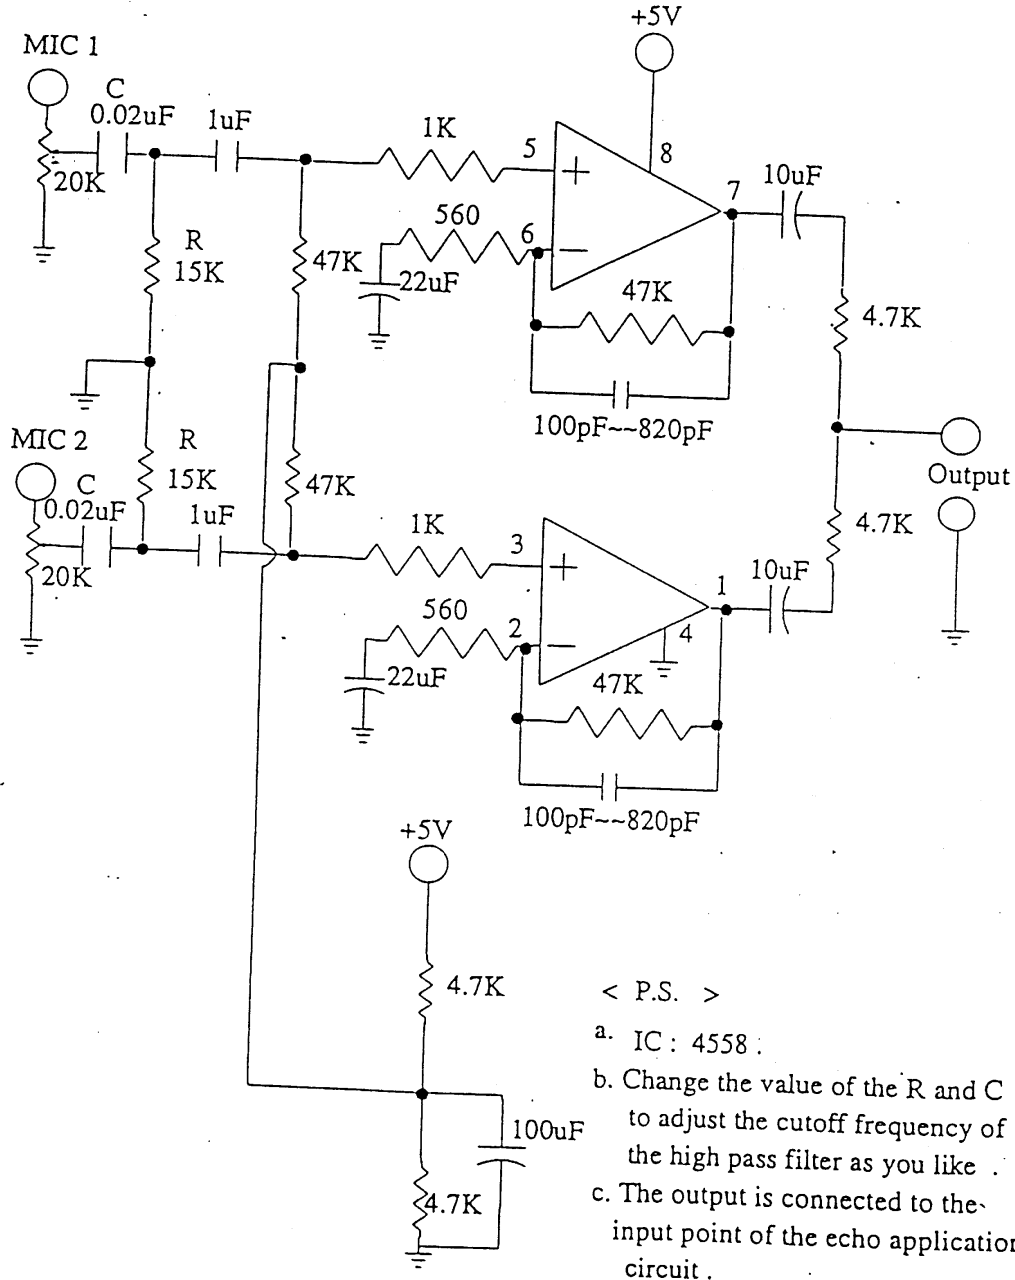 +5V
MIC 1
C
0.02uF
1uF
1K
5
8
20K
560
6
7
10uF
R
15K
47K
22uF
47K
4.7K
100pF~~820pF
MIC 2
R
15K
C
0.02uF
1uF
47K
Output
1K
3
4.7K
20K
560
2
1
10uF
4
22uF
47K
100pF~~820pF
+5V
4.7K
100uF
4.7K
< P.S. >
a. IC : 4558 .
b. Change the value of the R and C
to adjust the cutoff frequency of
the high pass filter as you like .
c. The output is connected to the
input point of the echo application
circuit .